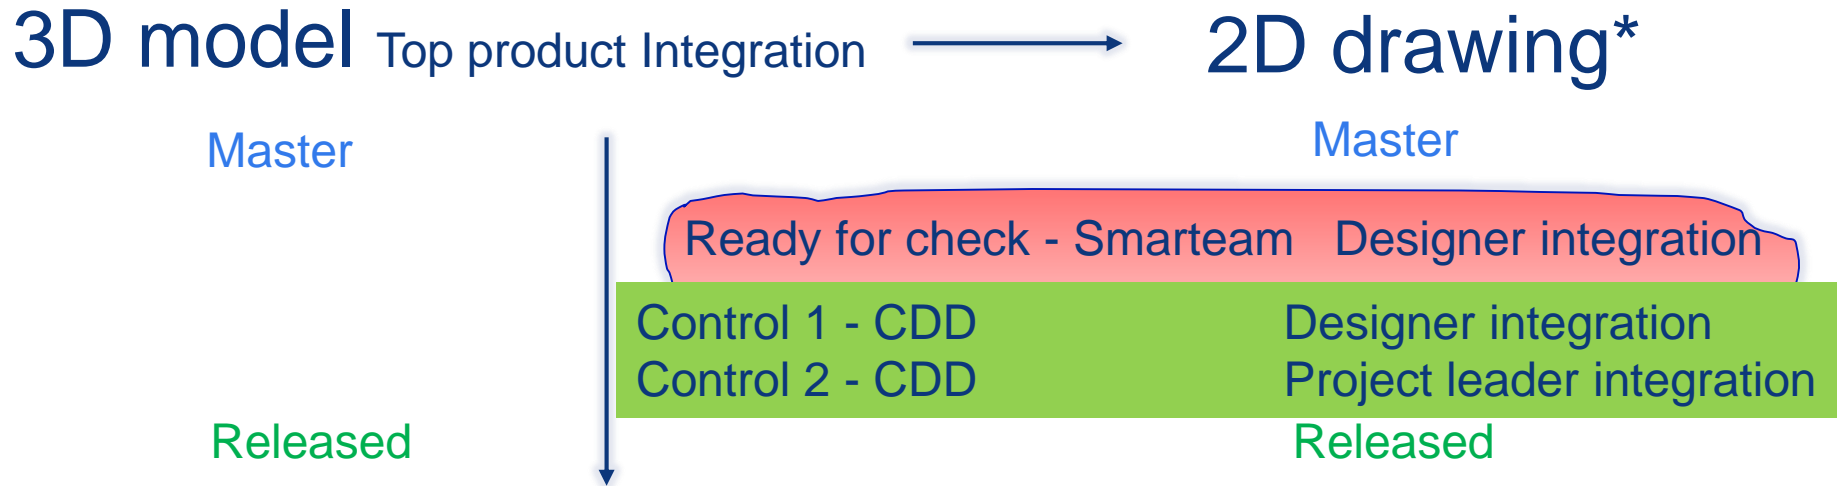 3D model Top product Integration 2D drawing*
Master Master
Ready for check - Smarteam Designer integration
Control 1 - CDD Designer integration
Control 2 - CDD Project leader integration
Released Released